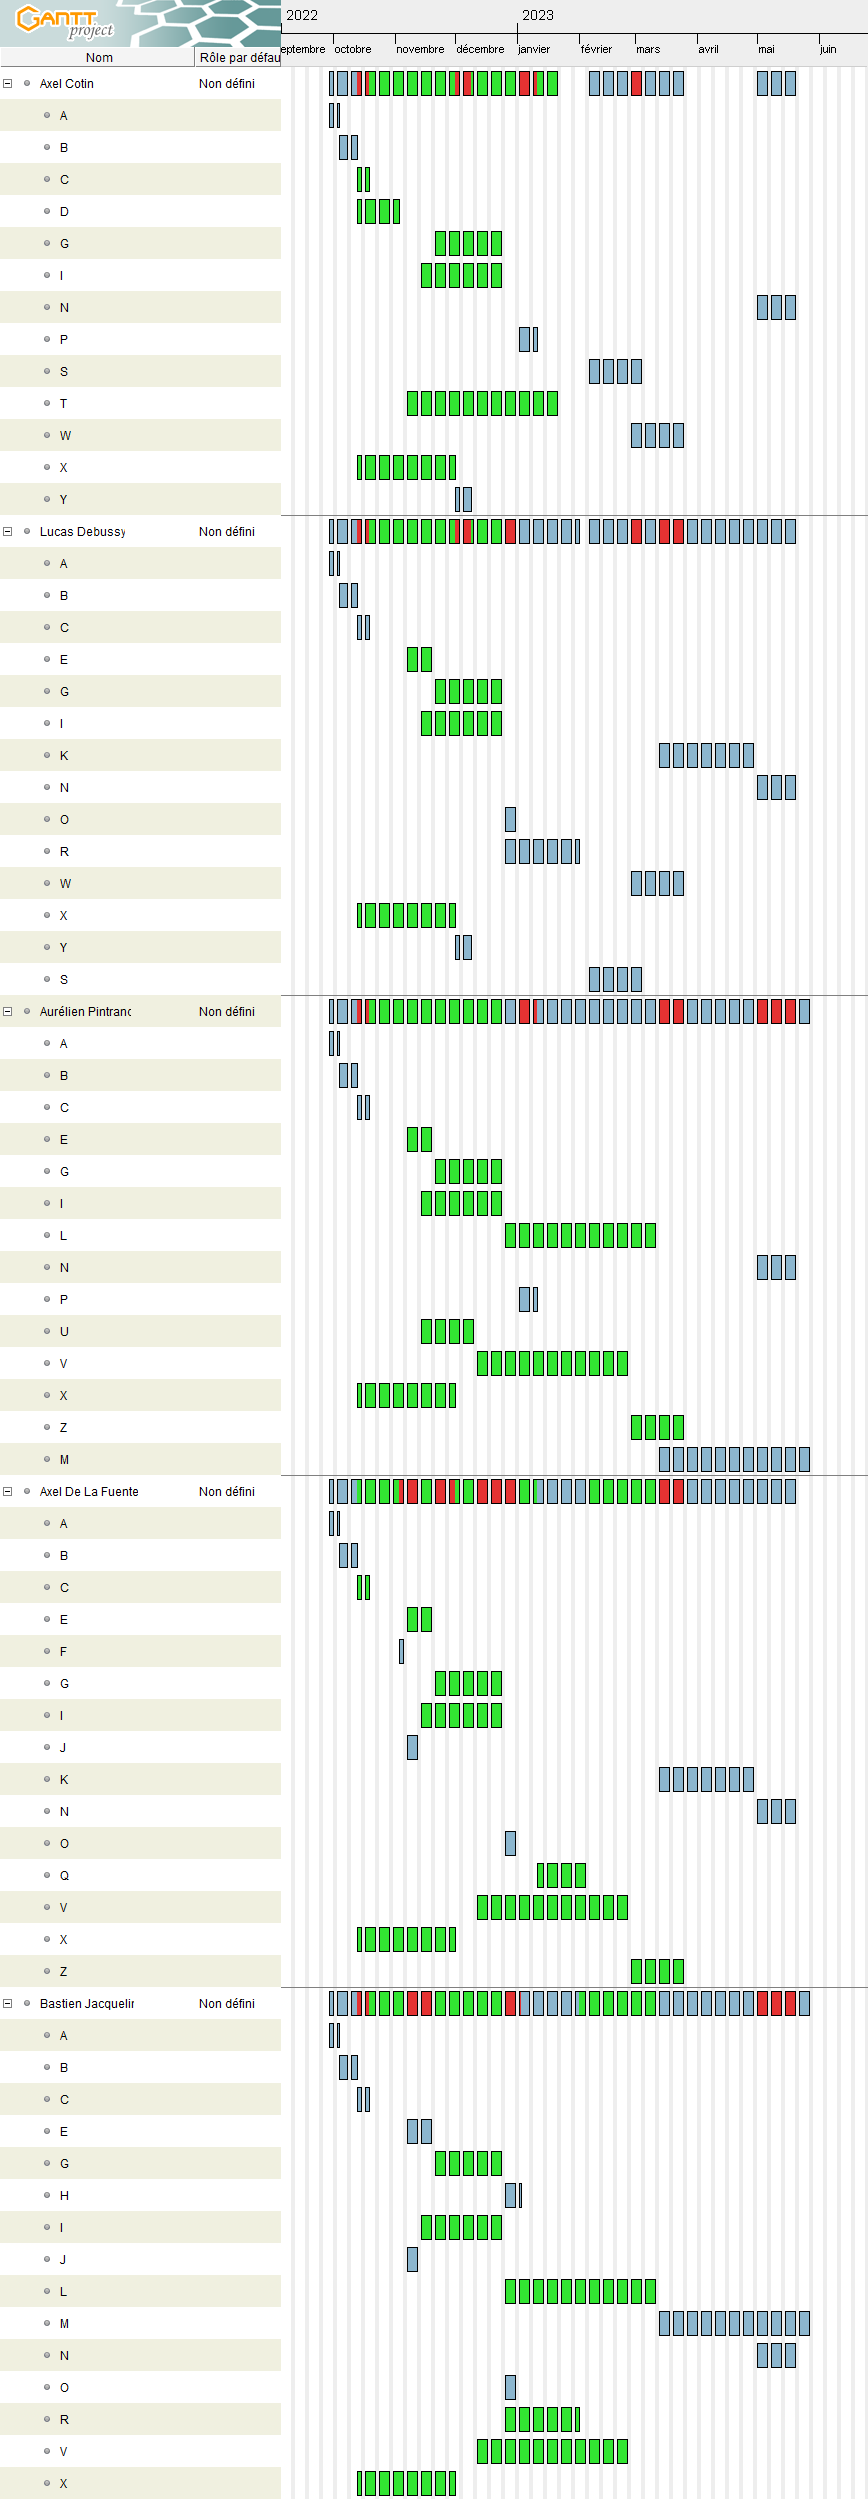 GANTT
project
2022
2023
eptembre octobre novembre décembre janvier février mars avril mai juin
Nom Rôle par défau
Axel Cotin Non défini
A
B
C
D
G
I
N
P
S
T
W
X
Y
Lucas Debussy Non défini
A
B
C
E
G
I
K
N
O
R
W
X
Y
S
Aurélien Pintranc Non défini
A
B
C
E
G
I
L
N
P
U
V
X
Z
M
Axel De La Fuente Non défini
A
B
C
E
F
G
I
J
K
N
O
Q
V
X
Z
Bastien Jacquelir Non défini
A
B
C
E
G
H
I
J
L
M
N
O
R
V
X